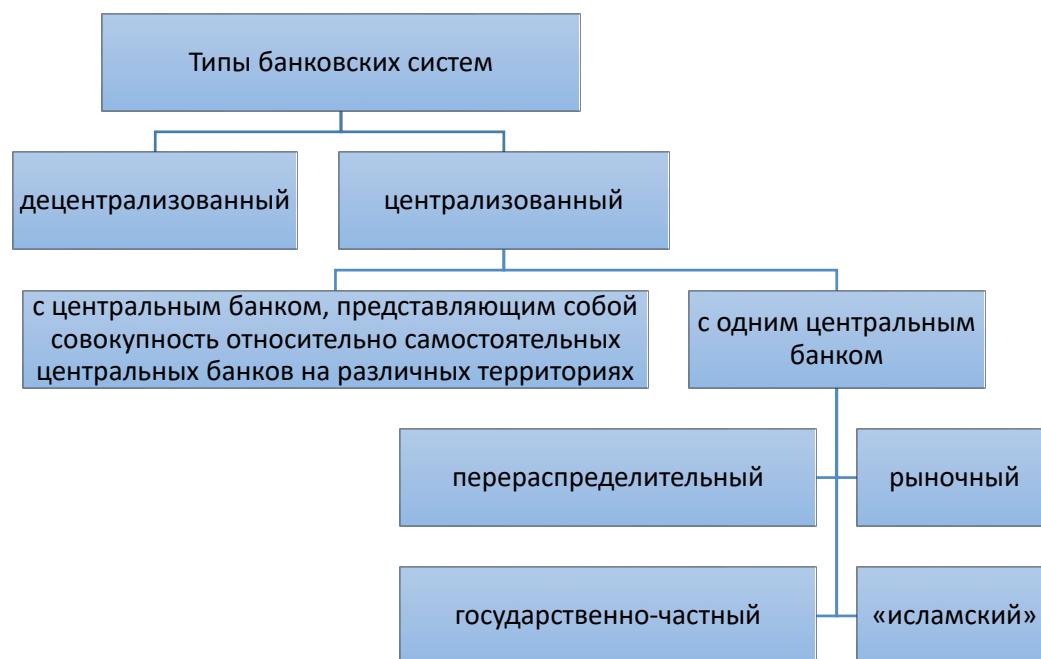 Типы банковских систем
децентрализованный
централизованный
с центральным банком, представляющим собой
совокупность относительно самостоятельных
центральных банков на различных территориях
с одним центральным
банком
перераспределительный
рыночный
государственно-частный
«исламский»